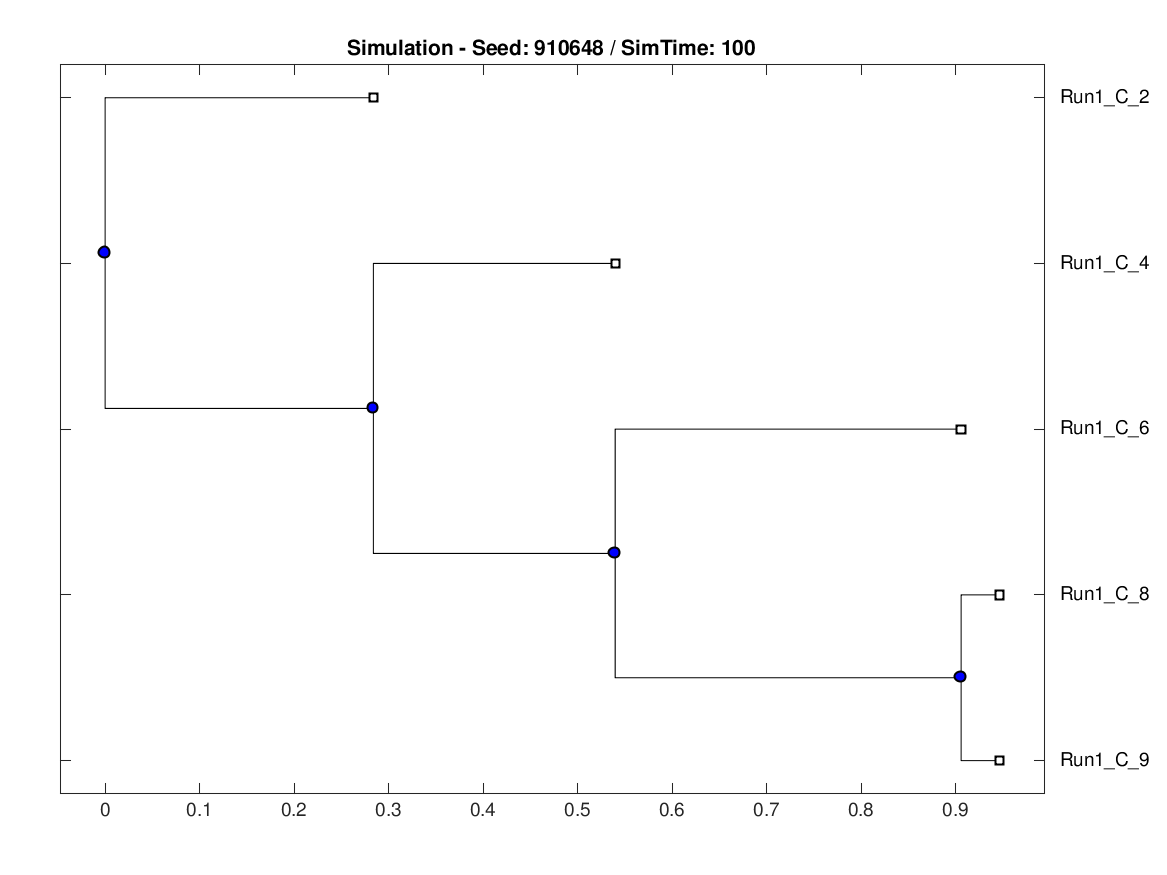 Simulation - Seed: 910648 / SimTime: 100
Run1_C_2
Run1_C_4
Run1_C_6
Run1_C_8
Run1_C_9
0 0.1 0.2 0.3 0.4 0.5 0.6 0.7 0.8 0.9